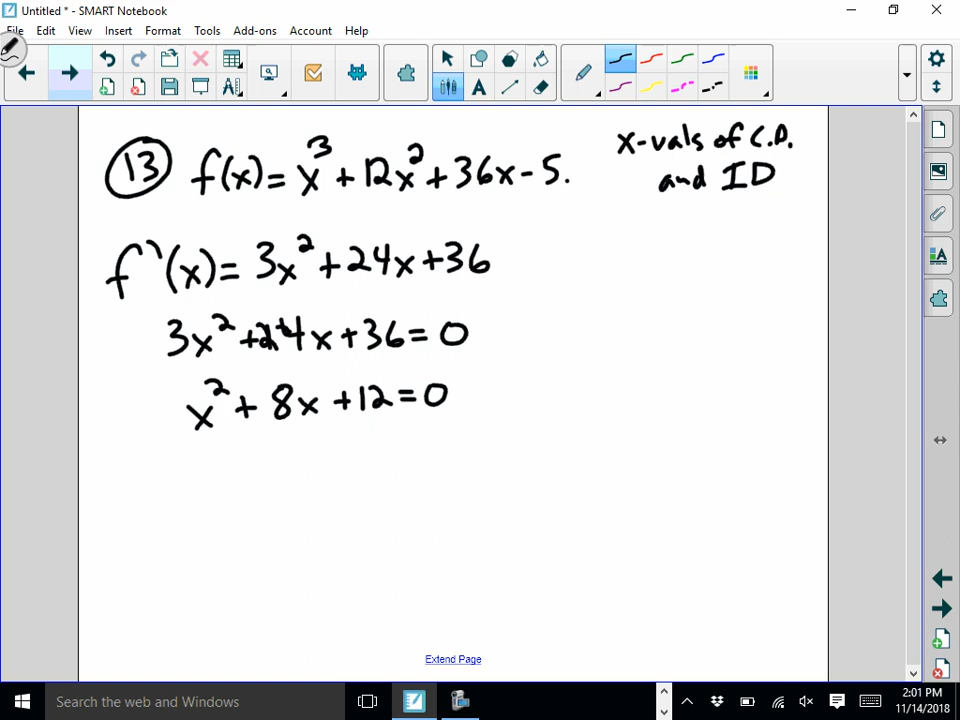 Untitled * - SMART Notebook
File Edit View Insert Format Tools Add-ons Account Help
13 f(x) = x³ + 12x² + 36x - 5.
x-vals of C.P.
and ID
f'(x) = 3x² + 24x + 36
3x² + 24x + 36 = 0
x² + 8x + 12 = 0
Extend Page
Search the web and Windows
2:01 PM
11/14/2018